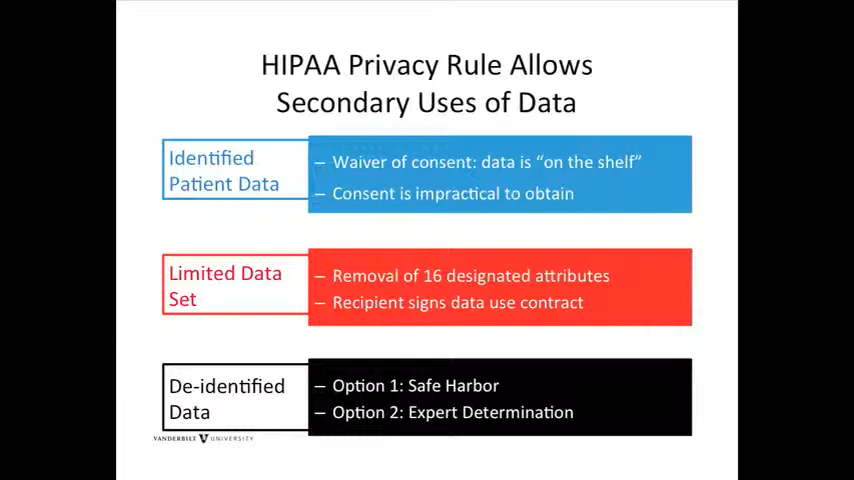 HIPAA Privacy Rule Allows
Secondary Uses of Data
Identified
Patient Data
– Waiver of consent: data is “on the shelf”
– Consent is impractical to obtain
Limited Data
Set
– Removal of 16 designated attributes
– Recipient signs data use contract
De-identified
Data
– Option 1: Safe Harbor
– Option 2: Expert Determination
VANDERBILT V UNIVERSITY